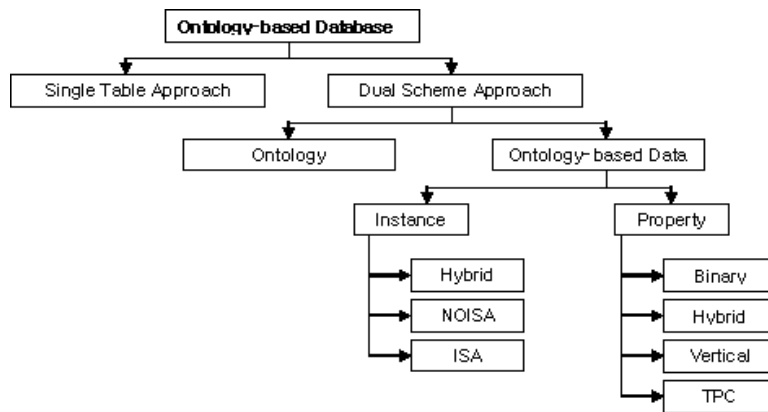 Ontology-based Database
Single Table Approach
Dual Scheme Approach
Ontology
Ontology-based Data
Instance
Property
Hybrid
NOISA
ISA
Binary
Hybrid
Vertical
TPC